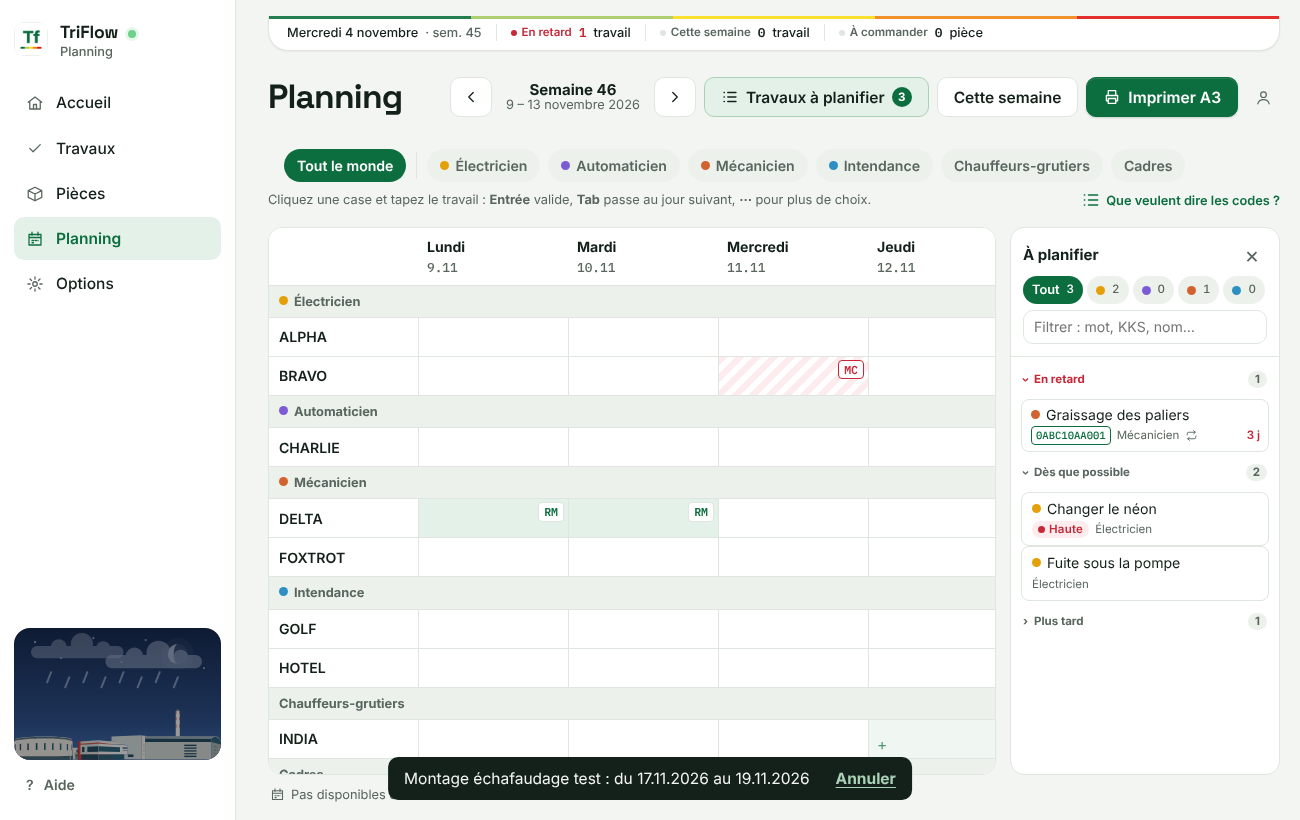 Tf
TriFlow
Planning
Accueil
Travaux
Pièces
Planning
Options
? Aide
Mercredi 4 novembre · sem. 45
En retard 1 travail
Cette semaine 0 travail
À commander 0 pièce
Planning
Semaine 46
9 – 13 novembre 2026
Travaux à planifier 3
Cette semaine
Imprimer A3
Tout le monde
Électricien
Automaticien
Mécanicien
Intendance
Chauffeurs-grutiers
Cadres
Cliquez une case et tapez le travail : Entrée valide, Tab passe au jour suivant, ··· pour plus de choix.
Que veulent dire les codes ?
Lundi
9.11
Mardi
10.11
Mercredi
11.11
Jeudi
12.11
Électricien
ALPHA
BRAVO
MC
Automaticien
CHARLIE
Mécanicien
DELTA
RM
RM
FOXTROT
Intendance
GOLF
HOTEL
Chauffeurs-grutiers
INDIA
+
Cadres
Pas disponibles
À planifier
Tout 3
2
0
1
0
Filtrer : mot, KKS, nom...
En retard 1
Graissage des paliers
0ABC10AA001 Mécanicien 3 j
Dès que possible 2
Changer le néon
Haute Électricien
Fuite sous la pompe
Électricien
Plus tard 1
Montage échafaudage test : du 17.11.2026 au 19.11.2026 Annuler